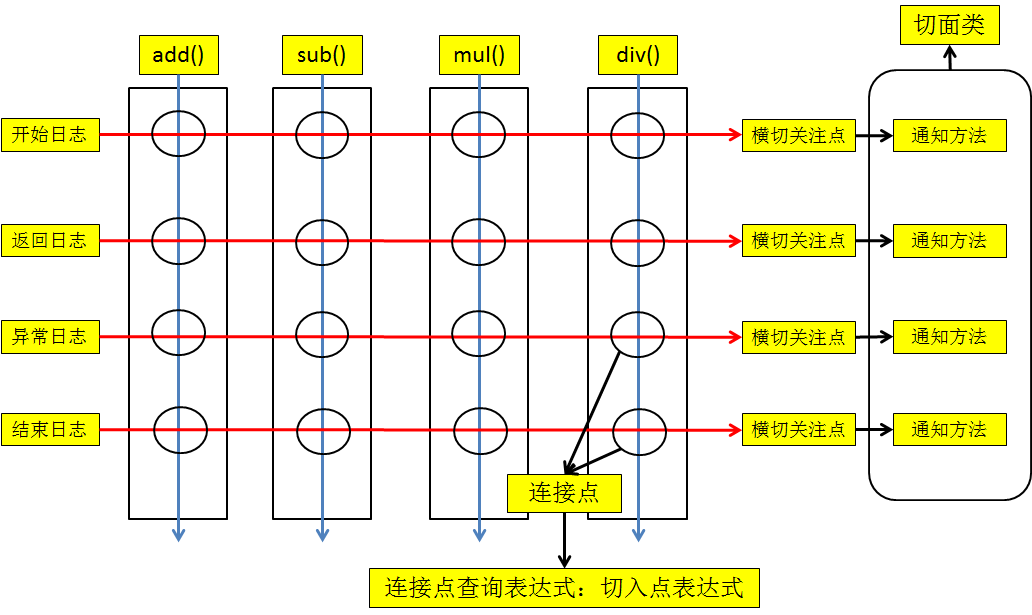 切面类
add()
sub()
mul()
div()
开始日志
横切关注点
通知方法
返回日志
横切关注点
通知方法
异常日志
横切关注点
通知方法
结束日志
横切关注点
通知方法
连接点
连接点查询表达式：切入点表达式